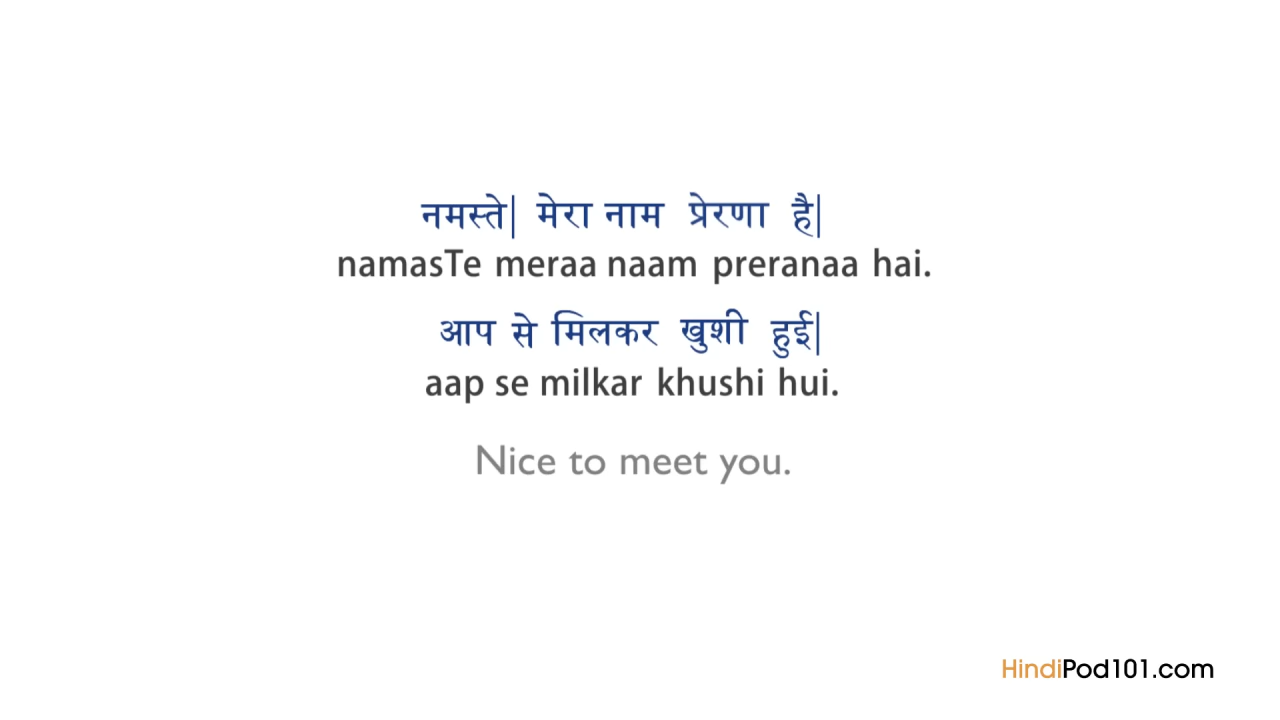 नमस्ते| मेरा नाम प्रेरणा है|
namasTe meraa naam preranaa hai.
आप से मिलकर खुशी हुई|
aap se milkar khushi hui.
Nice to meet you.
HindiPod101.com